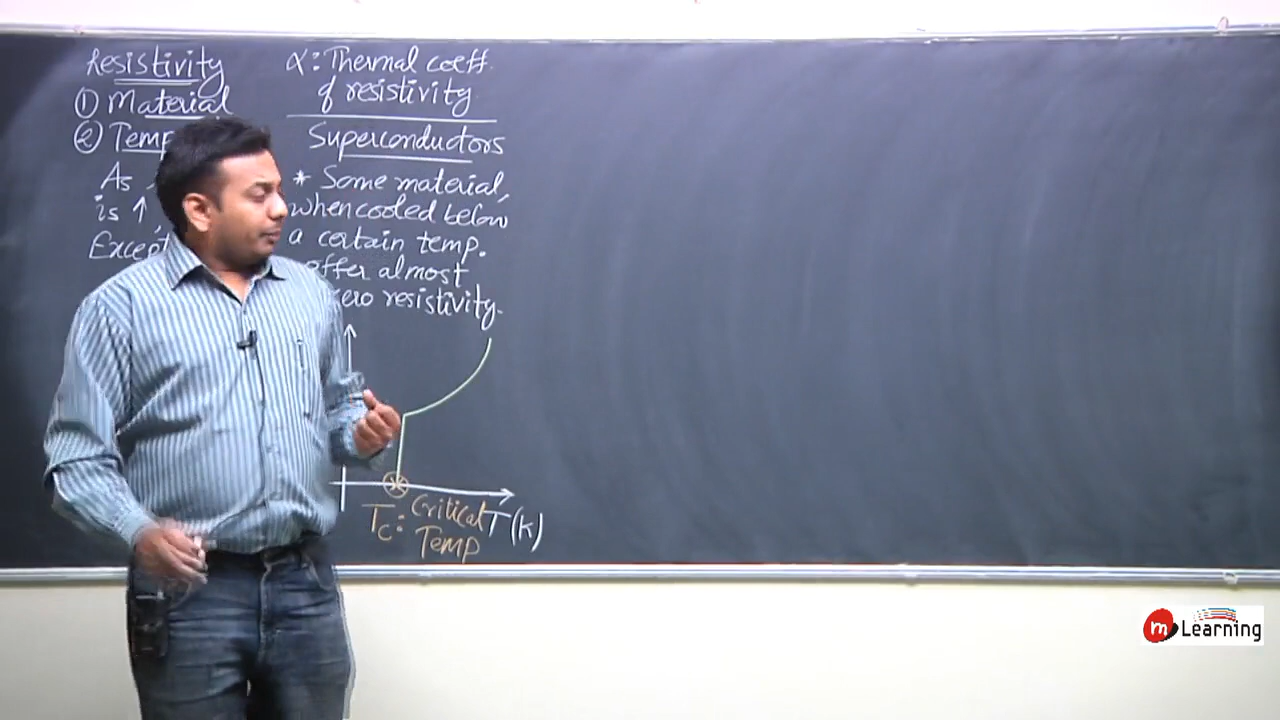 Resistivity
① Material
② Temp
As
is ↑
Except
α: Thermal coeff.
of resistivity
Superconductors
* Some material,
when cooled below
a certain temp.
offer almost
zero resistivity.
Tc: Critical
Temp
T(K)
m Learning